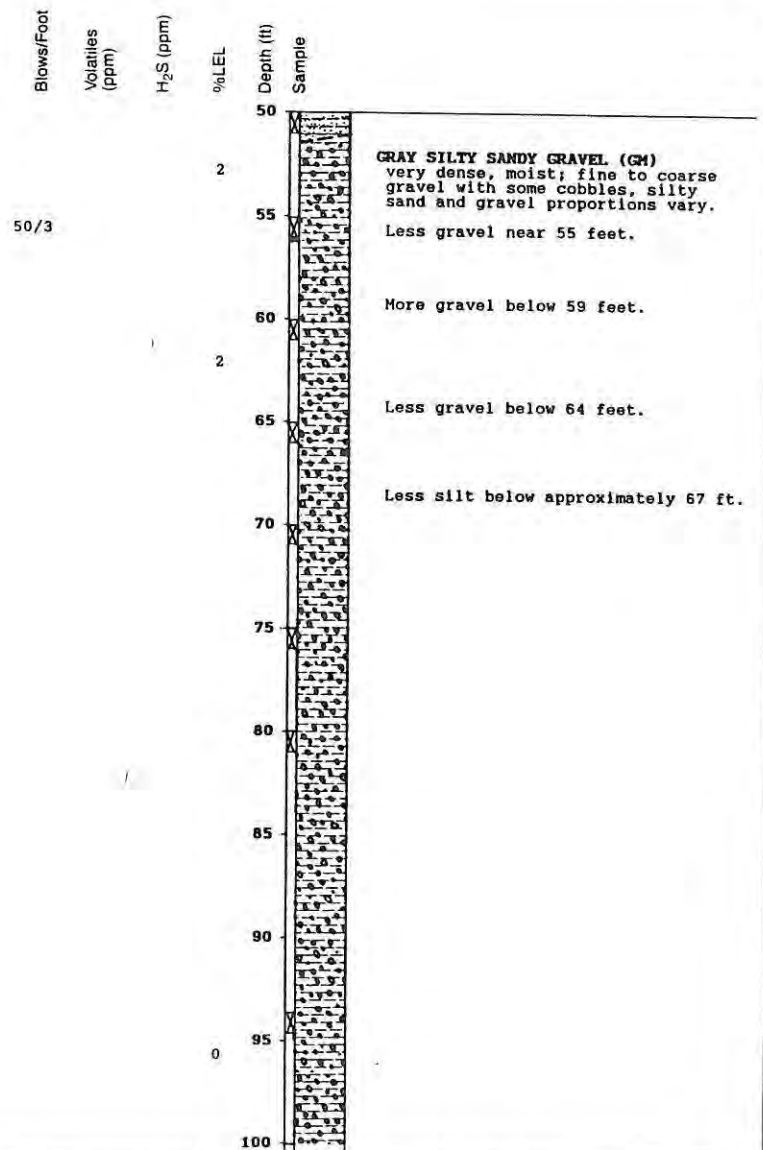 Blows/Foot
Volatiles
(ppm)
H₂S (ppm)
%LEL
Depth (ft)
Sample
50
GRAY SILTY SANDY GRAVEL (GM)
2
very dense, moist; fine to coarse
gravel with some cobbles, silty
sand and gravel proportions vary.
55
50/3
Less gravel near 55 feet.
More gravel below 59 feet.
60
2
Less gravel below 64 feet.
65
Less silt below approximately 67 ft.
70
75
80
85
90
95
0
100